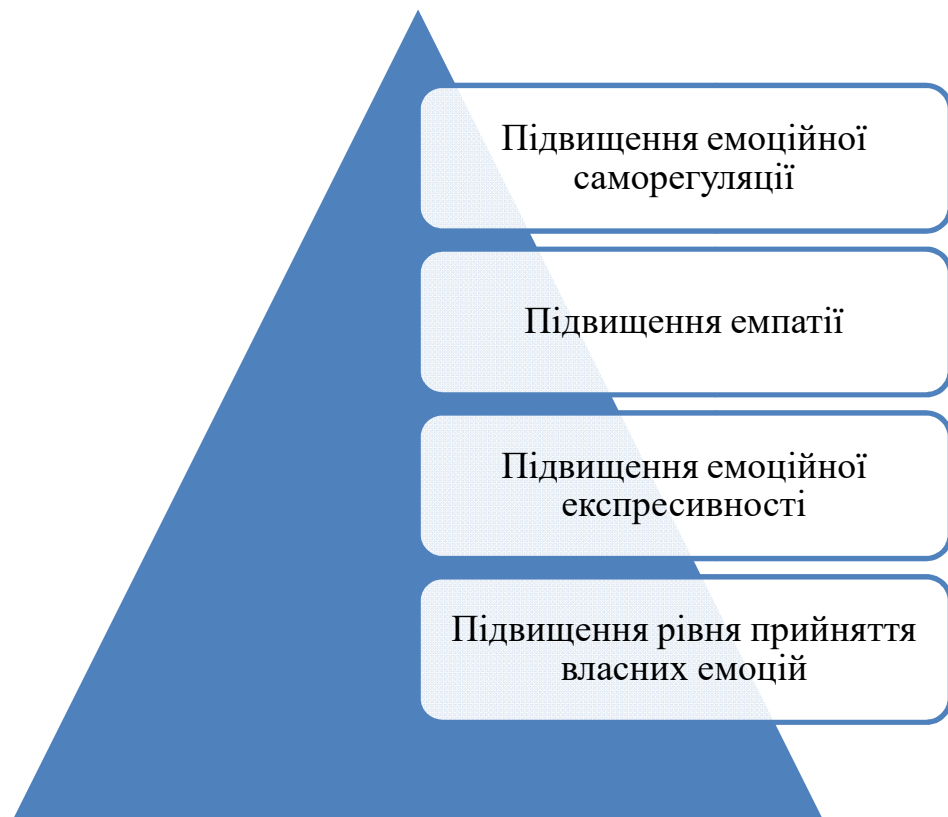 Підвищення емоційної
саморегуляції
Підвищення емпатії
Підвищення емоційної
експресивності
Підвищення рівня прийняття
власних емоцій